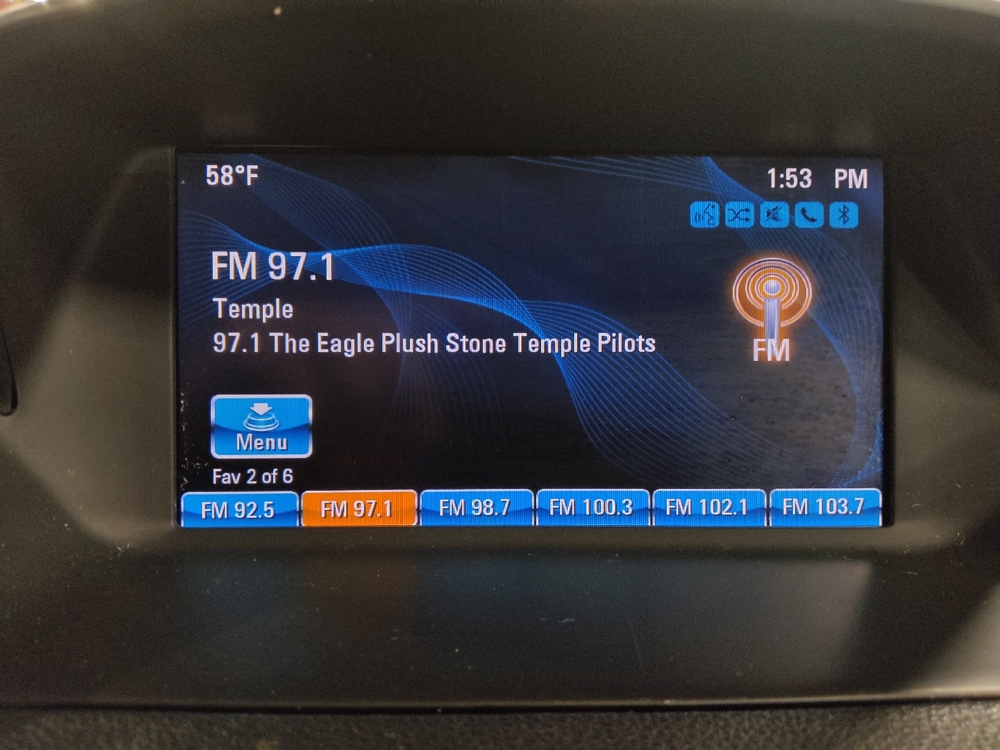 58°F
1:53 PM
FM 97.1
Temple
97.1 The Eagle Plush Stone Temple Pilots
FM
Menu
Fav 2 of 6
FM 92.5
FM 97.1
FM 98.7
FM 100.3
FM 102.1
FM 103.7